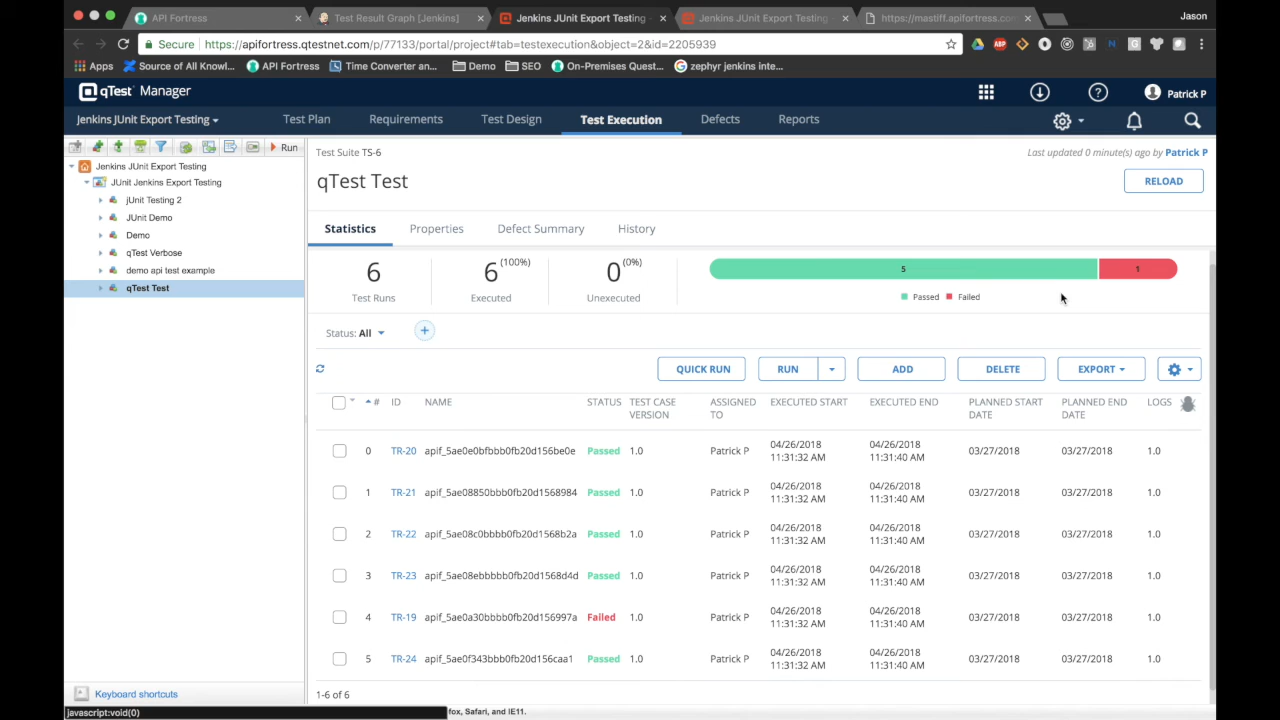 API Fortress
Test Result Graph [Jenkins]
Jenkins JUnit Export Testing -
Jenkins JUnit Export Testing -
https://mastiff.apifortress.com
Jason
Secure
https://apifortress.qtestnet.com/p/77133/portal/project#tab=testexecution&object=2&id=2205939
Apps
Source of All Knowl...
API Fortress
Time Converter an...
Demo
SEO
On-Premises Quest...
zephyr jenkins inte...
qTest Manager
Patrick P
Jenkins JUnit Export Testing
Test Plan
Requirements
Test Design
Test Execution
Defects
Reports
Run
Jenkins JUnit Export Testing
JUnit Jenkins Export Testing
jUnit Testing 2
JUnit Demo
Demo
qTest Verbose
demo api test example
qTest Test
Test Suite TS-6
Last updated 0 minute(s) ago by Patrick P
qTest Test
RELOAD
Statistics
Properties
Defect Summary
History
6
Test Runs
6 (100%)
Executed
0 (0%)
Unexecuted
5
1
Passed
Failed
Status: All
QUICK RUN
RUN
ADD
DELETE
EXPORT
# ID NAME STATUS TEST CASE VERSION ASSIGNED TO EXECUTED START EXECUTED END PLANNED START DATE PLANNED END DATE LOGS
0 TR-20 apif_5ae0e0bfbbb0fb20d156be0e Passed 1.0 Patrick P 04/26/2018 11:31:32 AM 04/26/2018 11:31:40 AM 03/27/2018 03/27/2018 1.0
1 TR-21 apif_5ae08850bbb0fb20d1568984 Passed 1.0 Patrick P 04/26/2018 11:31:32 AM 04/26/2018 11:31:40 AM 03/27/2018 03/27/2018 1.0
2 TR-22 apif_5ae08c0bbbb0fb20d1568b2a Passed 1.0 Patrick P 04/26/2018 11:31:32 AM 04/26/2018 11:31:40 AM 03/27/2018 03/27/2018 1.0
3 TR-23 apif_5ae08ebbbbb0fb20d1568d4d Passed 1.0 Patrick P 04/26/2018 11:31:32 AM 04/26/2018 11:31:40 AM 03/27/2018 03/27/2018 1.0
4 TR-19 apif_5ae0a30bbbb0fb20d156997a Failed 1.0 Patrick P 04/26/2018 11:31:32 AM 04/26/2018 11:31:40 AM 03/27/2018 03/27/2018 1.0
5 TR-24 apif_5ae0f343bbb0fb20d156caa1 Passed 1.0 Patrick P 04/26/2018 11:31:32 AM 04/26/2018 11:31:40 AM 03/27/2018 03/27/2018 1.0
1-6 of 6
Keyboard shortcuts
javascript:void(0)
fox, Safari, and IE11.